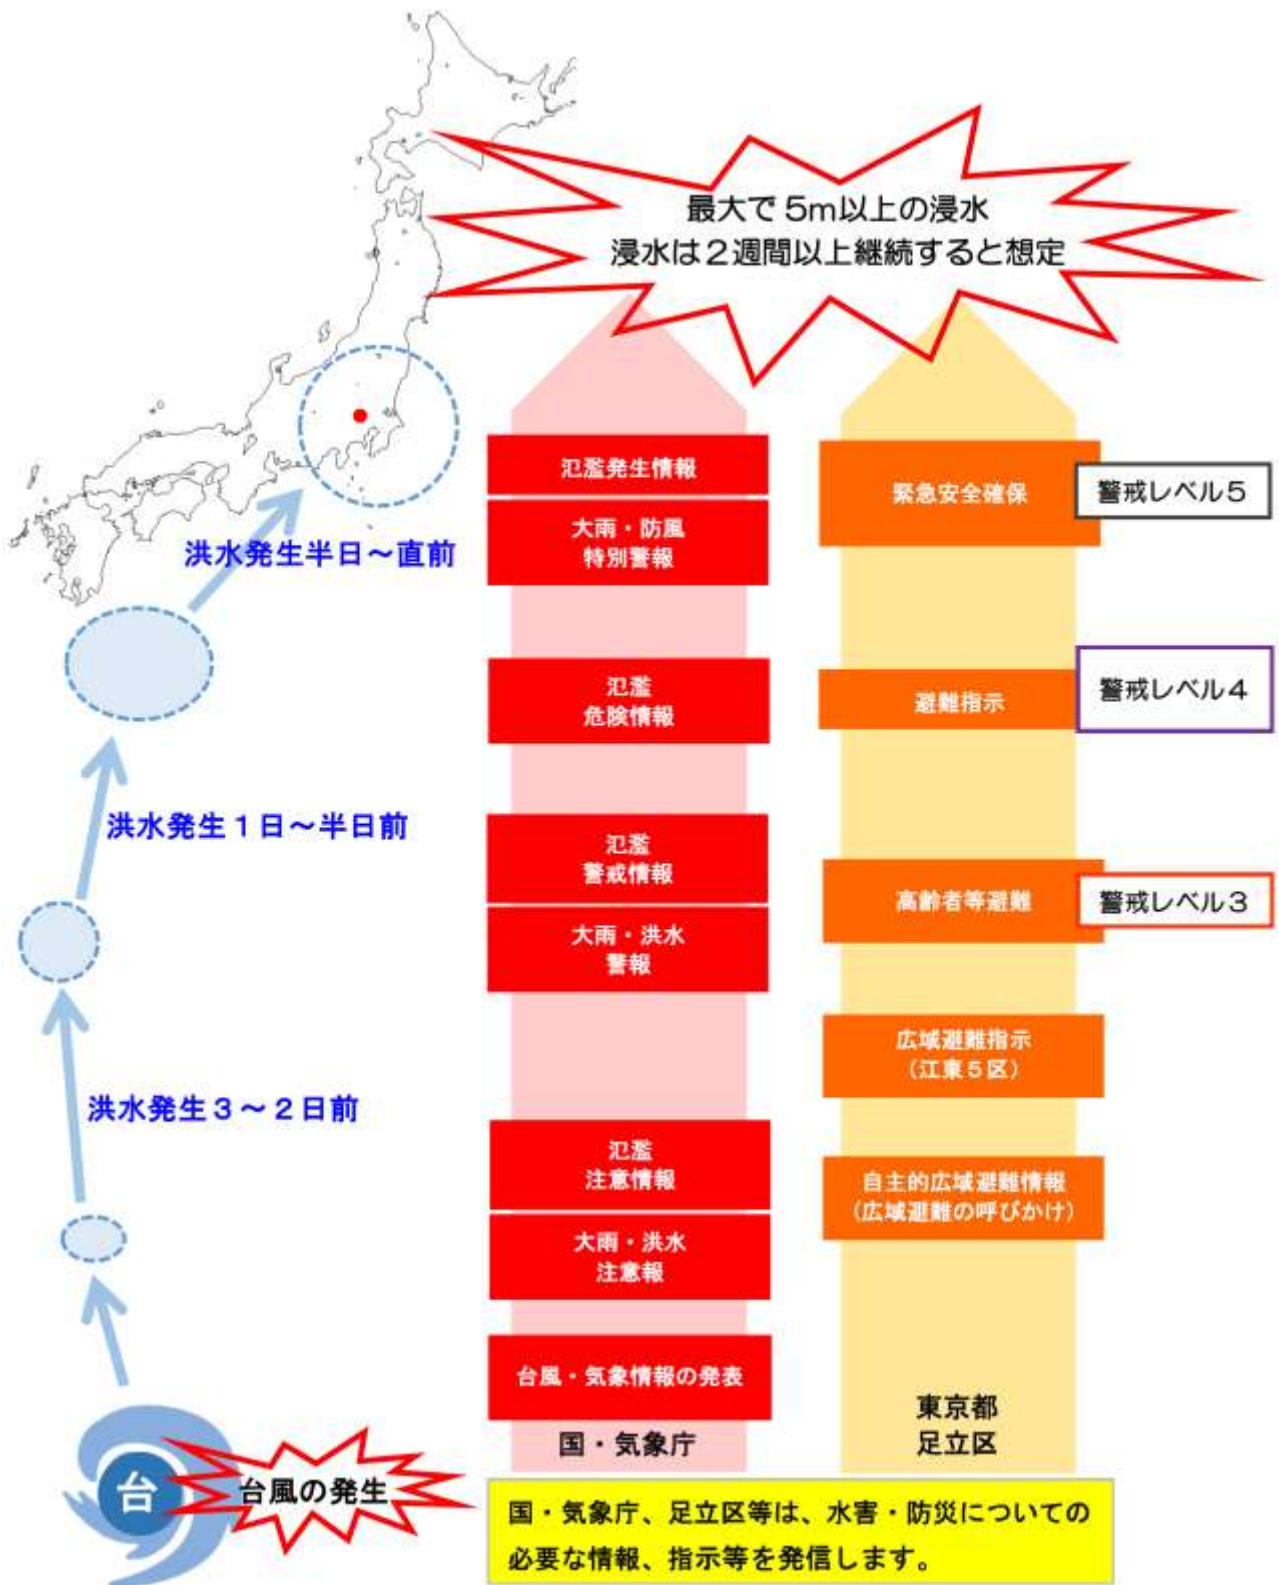 最大で5m以上の浸水
浸水は2週間以上継続すると想定
氾濫発生情報
大雨・防風
特別警報
緊急安全確保
警戒レベル5
洪水発生半日～直前
氾濫
危険情報
避難指示
警戒レベル4
洪水発生1日～半日前
氾濫
警戒情報
大雨・洪水
警報
高齢者等避難
警戒レベル3
広域避難指示
(江東5区)
洪水発生3～2日前
氾濫
注意情報
大雨・洪水
注意報
自主的広域避難情報
(広域避難の呼びかけ)
台風・気象情報の発表
国・気象庁
東京都
足立区
台
台風の発生
国・気象庁、足立区等は、水害・防災についての
必要な情報、指示等を発信します。